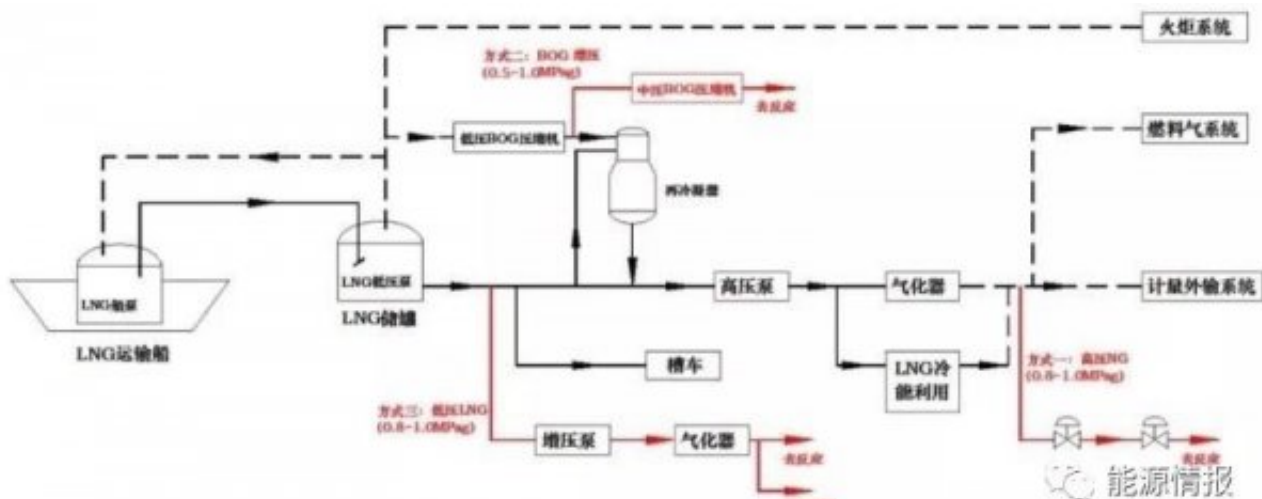 火炬系统
方式二：BOG 增压
(0.5-1.0MPag)
中压BOG压缩机
去反应
低压BOG压缩机
燃料气系统
再冷凝器
LNG船泵
LNG低压泵
LNG运输船
LNG储罐
高压泵
气化器
计量外输系统
槽车
LNG冷
能利用
方式一：高压NG
(0.8-1.0MPag)
方式三：低压LNG
(0.8-1.0MPag)
增压泵
气化器
去反应
去反应
能源情报